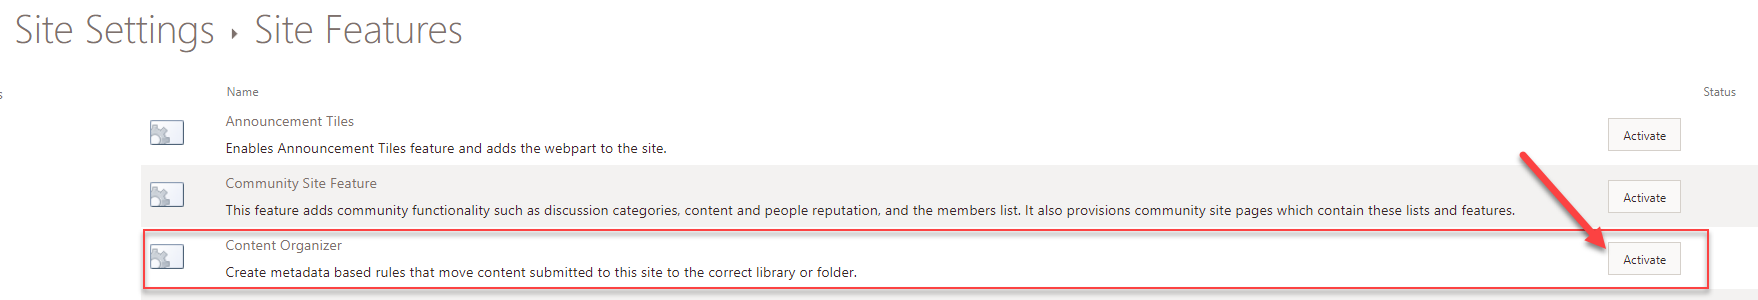 Site Settings › Site Features
s
Name Status
Announcement Tiles
Enables Announcement Tiles feature and adds the webpart to the site.
Activate
Community Site Feature
This feature adds community functionality such as discussion categories, content and people reputation, and the members list. It also provisions community site pages which contain these lists and features.
Activate
Content Organizer
Create metadata based rules that move content submitted to this site to the correct library or folder.
Activate